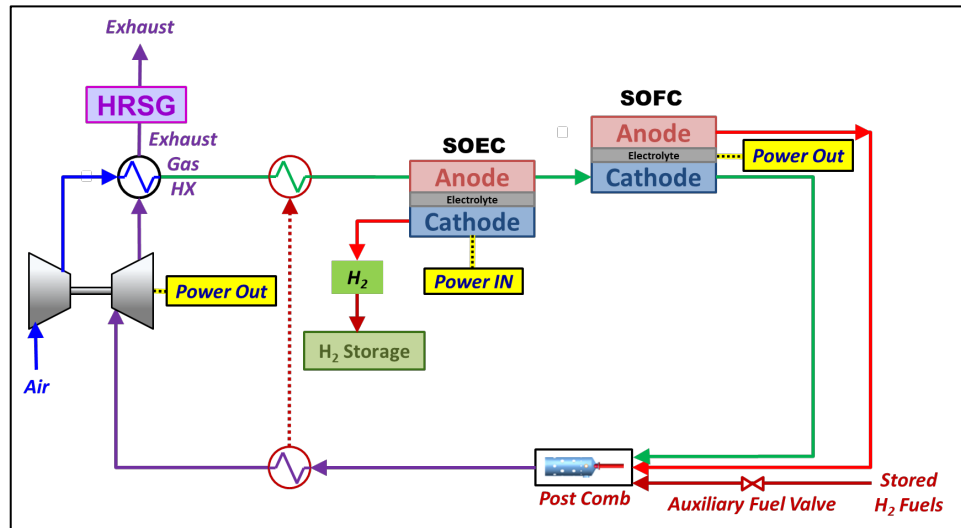 Exhaust
HRSG
Exhaust
Gas
HX
SOEC
Anode
Electrolyte
Cathode
SOFC
Anode
Electrolyte
Cathode
Power Out
Power Out
H₂
Power IN
H₂ Storage
Air
Post Comb
Auxiliary Fuel Valve
Stored
H₂ Fuels